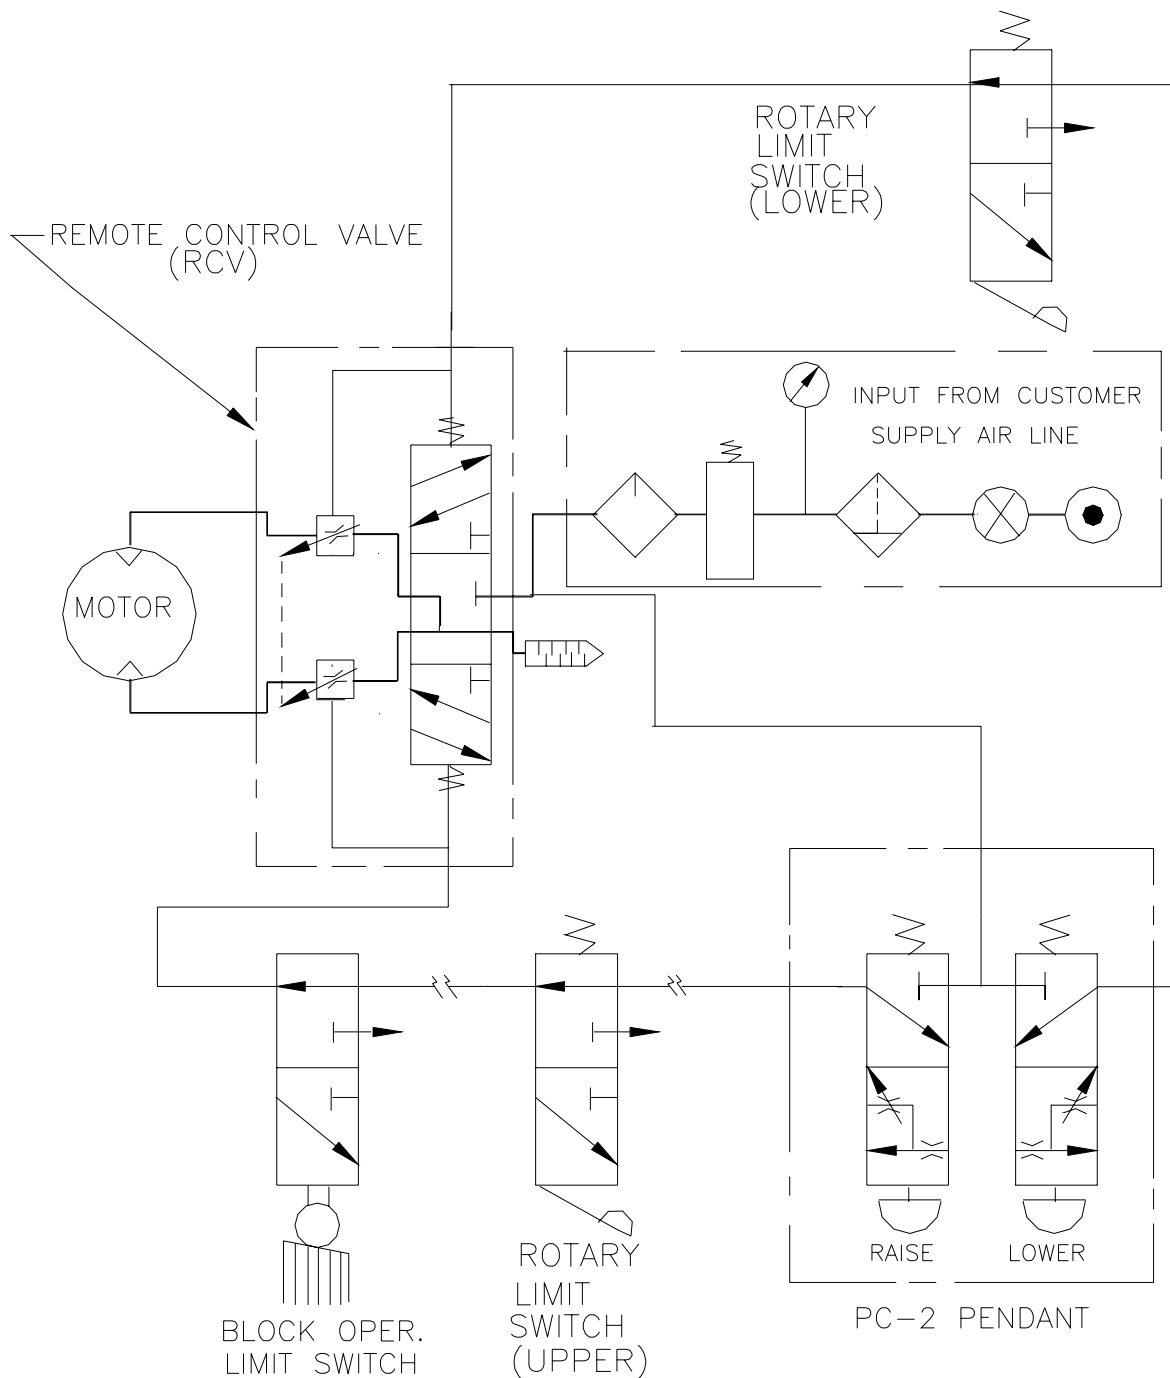 ROTARY
LIMIT
SWITCH
(LOWER)
REMOTE CONTROL VALVE
(RCV)
INPUT FROM CUSTOMER
SUPPLY AIR LINE
MOTOR
RAISE
LOWER
PC-2 PENDANT
ROTARY
LIMIT
SWITCH
(UPPER)
BLOCK OPER.
LIMIT SWITCH